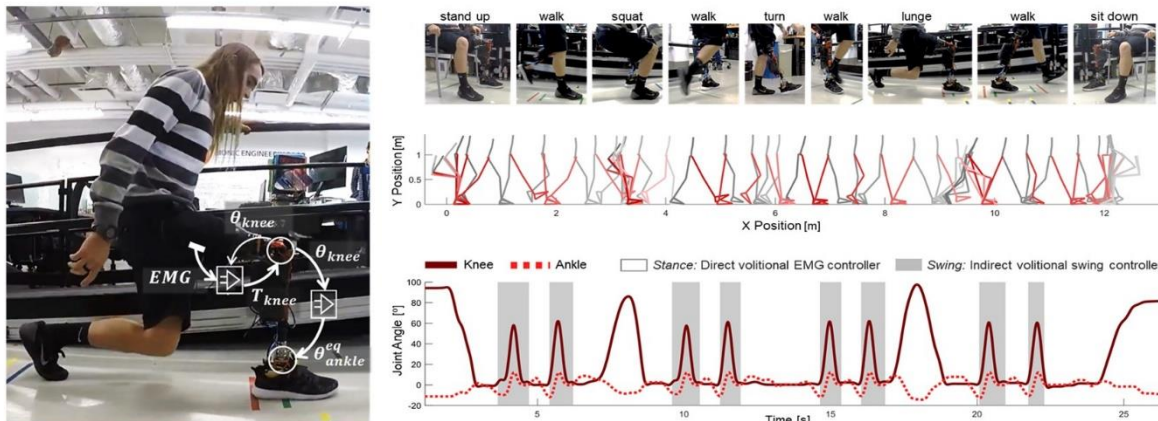 stand up walk squat walk turn walk lunge walk sit down
θknee
θknee
EMG
Tknee
θ^eq_ankle
Y Position [m]
1
0.5
0
0 2 4 6 8 10 12
X Position [m]
Knee Ankle Stance: Direct volitional EMG controller Swing: Indirect volitional swing controlle
Joint Angle [º]
100
80
60
40
20
0
-20
5 10 15 20 25
Time [s]